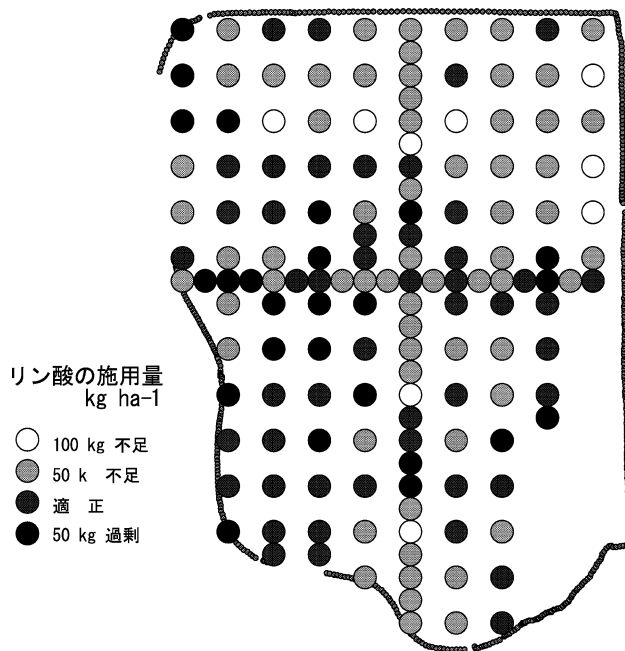 リン酸の施用量
kg ha-1
100 kg 不足
50 k 不足
適 正
50 kg 過剰